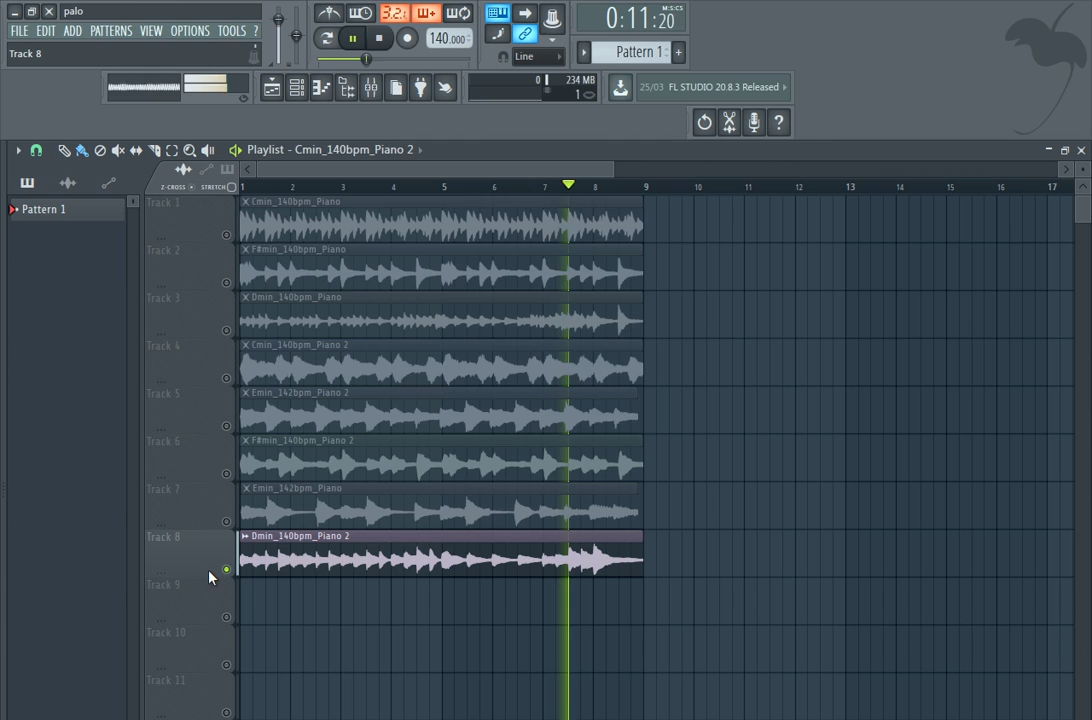 palo
FILE EDIT ADD PATTERNS VIEW OPTIONS TOOLS ?
Track 8
3.2.
140.000
Line
0:11:20
M:S:CS
Pattern 1
0
234 MB
1
25/03 FL STUDIO 20.8.3 Released
Playlist - Cmin_140bpm_Piano 2
Z-CROSS STRETCH
1 2 3 4 5 6 7 8 9 10 11 12 13 14 15 16 17
Pattern 1
Track 1
Cmin_140bpm_Piano
Track 2
F#min_140bpm_Piano
Track 3
Dmin_140bpm_Piano
Track 4
Cmin_140bpm_Piano 2
Track 5
Emin_142bpm_Piano 2
Track 6
F#min_140bpm_Piano 2
Track 7
Emin_142bpm_Piano
Track 8
Dmin_140bpm_Piano 2
Track 9
Track 10
Track 11